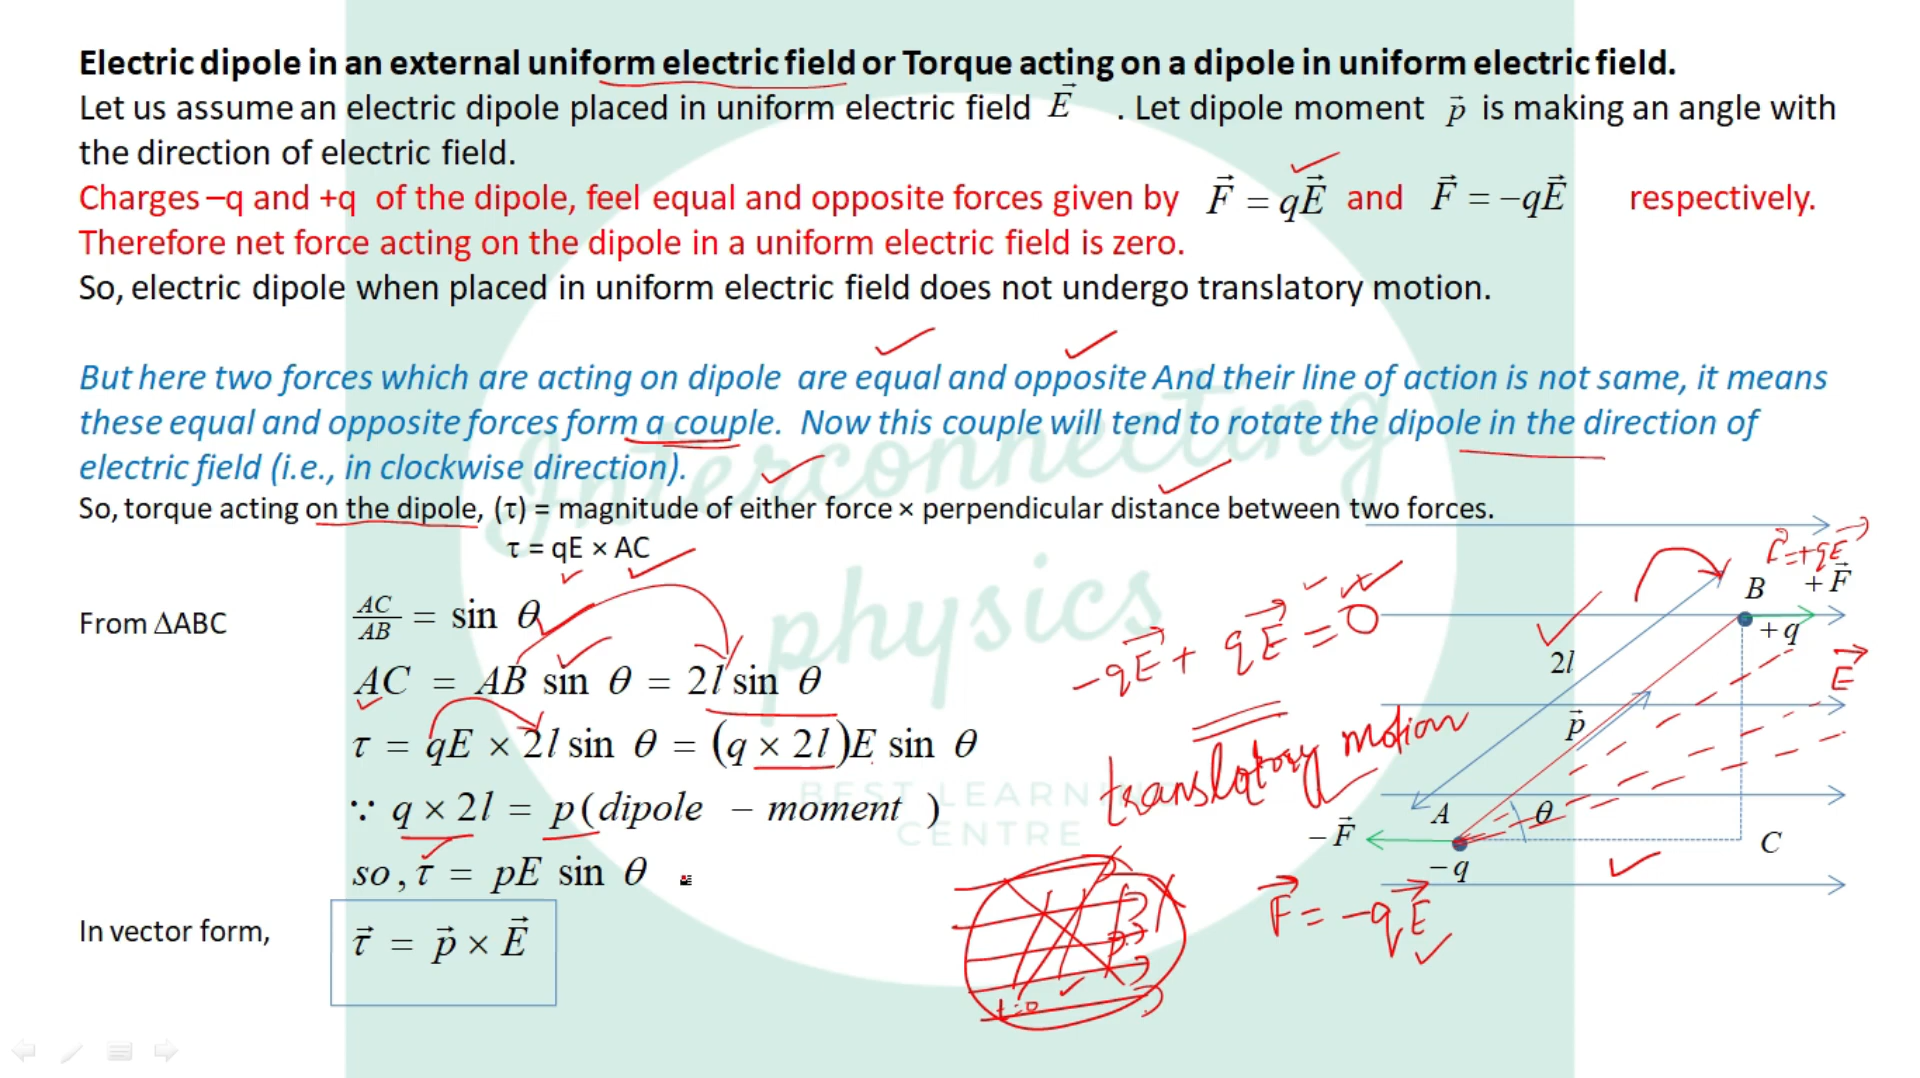 Electric dipole in an external uniform electric field or Torque acting on a dipole in uniform electric field.
Let us assume an electric dipole placed in uniform electric field E⃗ . Let dipole moment p⃗ is making an angle with
the direction of electric field.
Charges –q and +q of the dipole, feel equal and opposite forces given by F⃗ = qE⃗ and F⃗ = −qE⃗ respectively.
Therefore net force acting on the dipole in a uniform electric field is zero.
So, electric dipole when placed in uniform electric field does not undergo translatory motion.
But here two forces which are acting on dipole are equal and opposite And their line of action is not same, it means
these equal and opposite forces form a couple. Now this couple will tend to rotate the dipole in the direction of
electric field (i.e., in clockwise direction).
So, torque acting on the dipole, (τ) = magnitude of either force × perpendicular distance between two forces.
τ = qE × AC
From ΔABC AC/AB = sin θ
AC = AB sin θ = 2l sin θ
τ = qE × 2l sin θ = (q × 2l)E sin θ
∵ q × 2l = p(dipole − moment )
so, τ = pE sin θ
In vector form, τ⃗ = p⃗ × E⃗
Interconnecting
physics
BEST LEARNING
CENTRE
−qE⃗ + qE⃗ = 0
translatory motion
F⃗ = −qE⃗
=+qE⃗
B +F⃗
+q
2l
E⃗
p⃗
A θ
−F⃗
C
−q